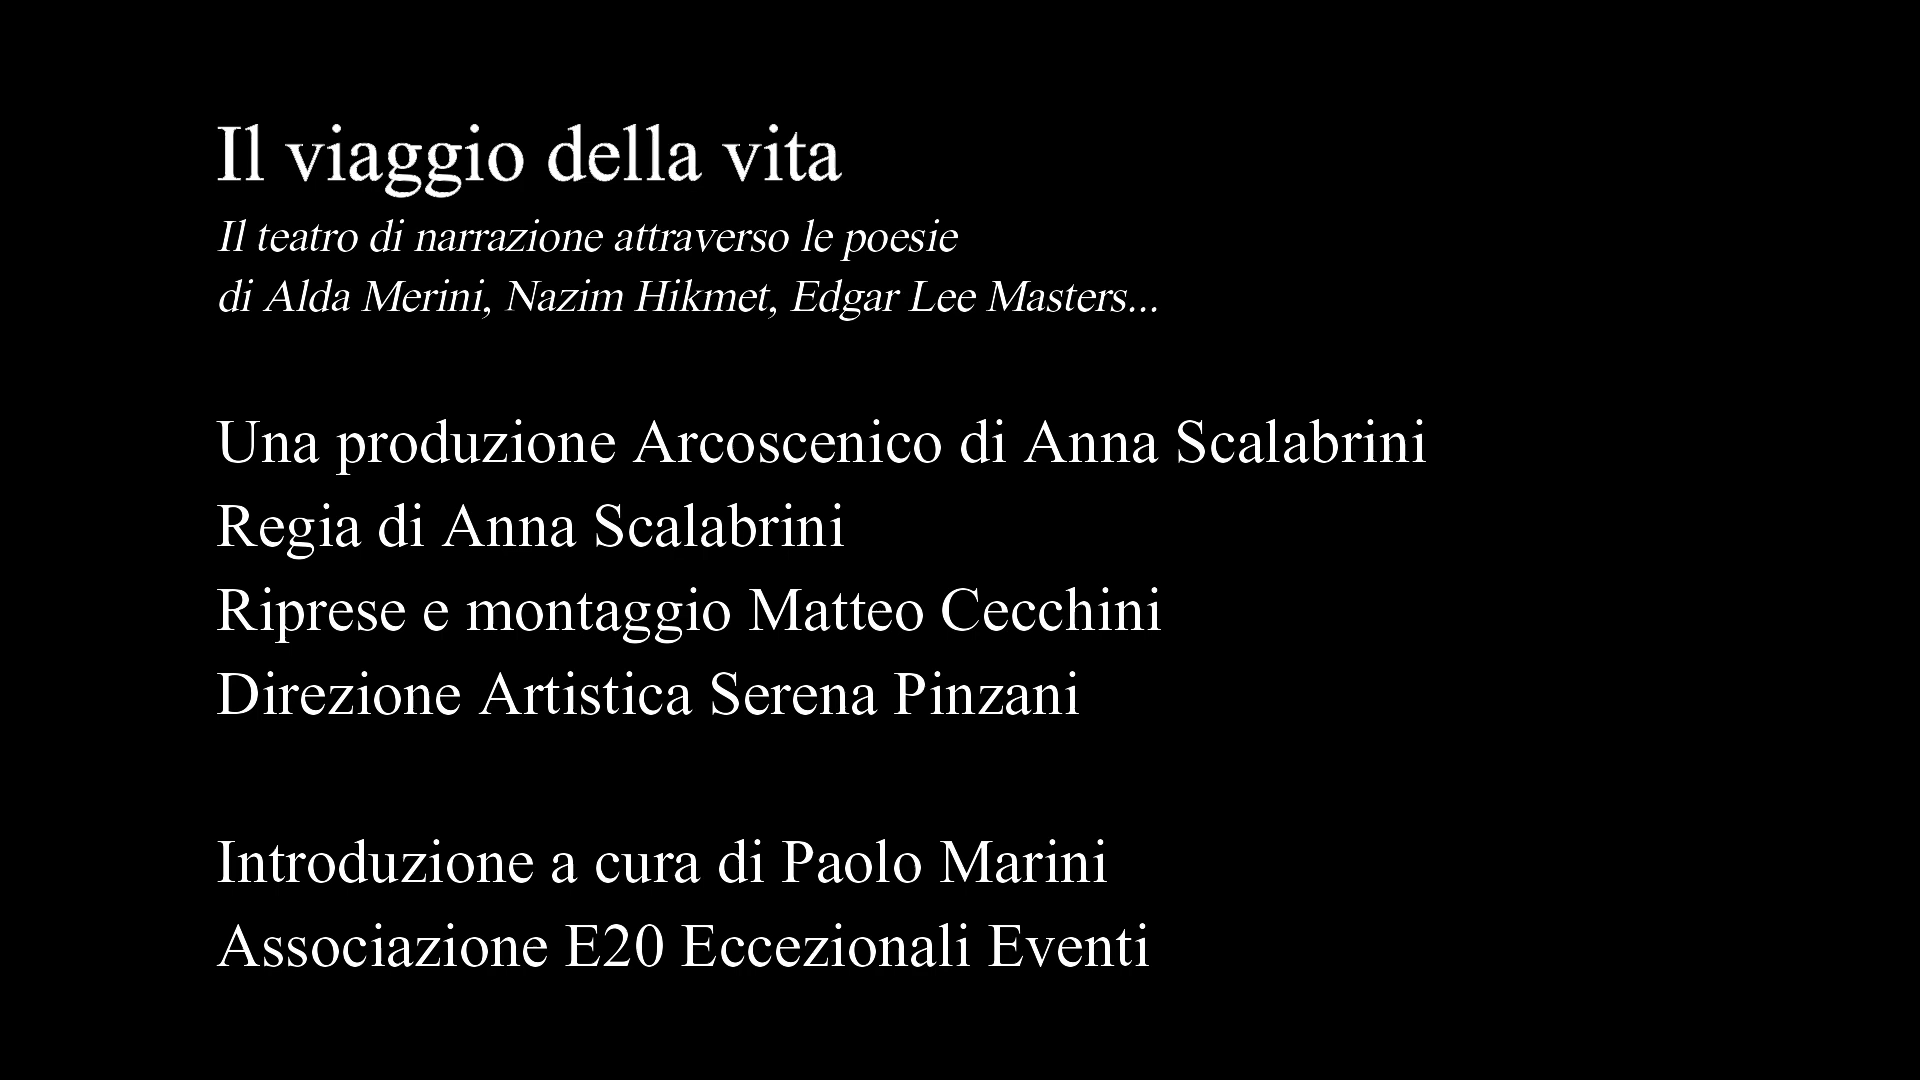 Il viaggio della vita
Il teatro di narrazione attraverso le poesie
di Alda Merini, Nazim Hikmet, Edgar Lee Masters...
Una produzione Arcoscenico di Anna Scalabrini
Regia di Anna Scalabrini
Riprese e montaggio Matteo Cecchini
Direzione Artistica Serena Pinzani
Introduzione a cura di Paolo Marini
Associazione E20 Eccezionali Eventi